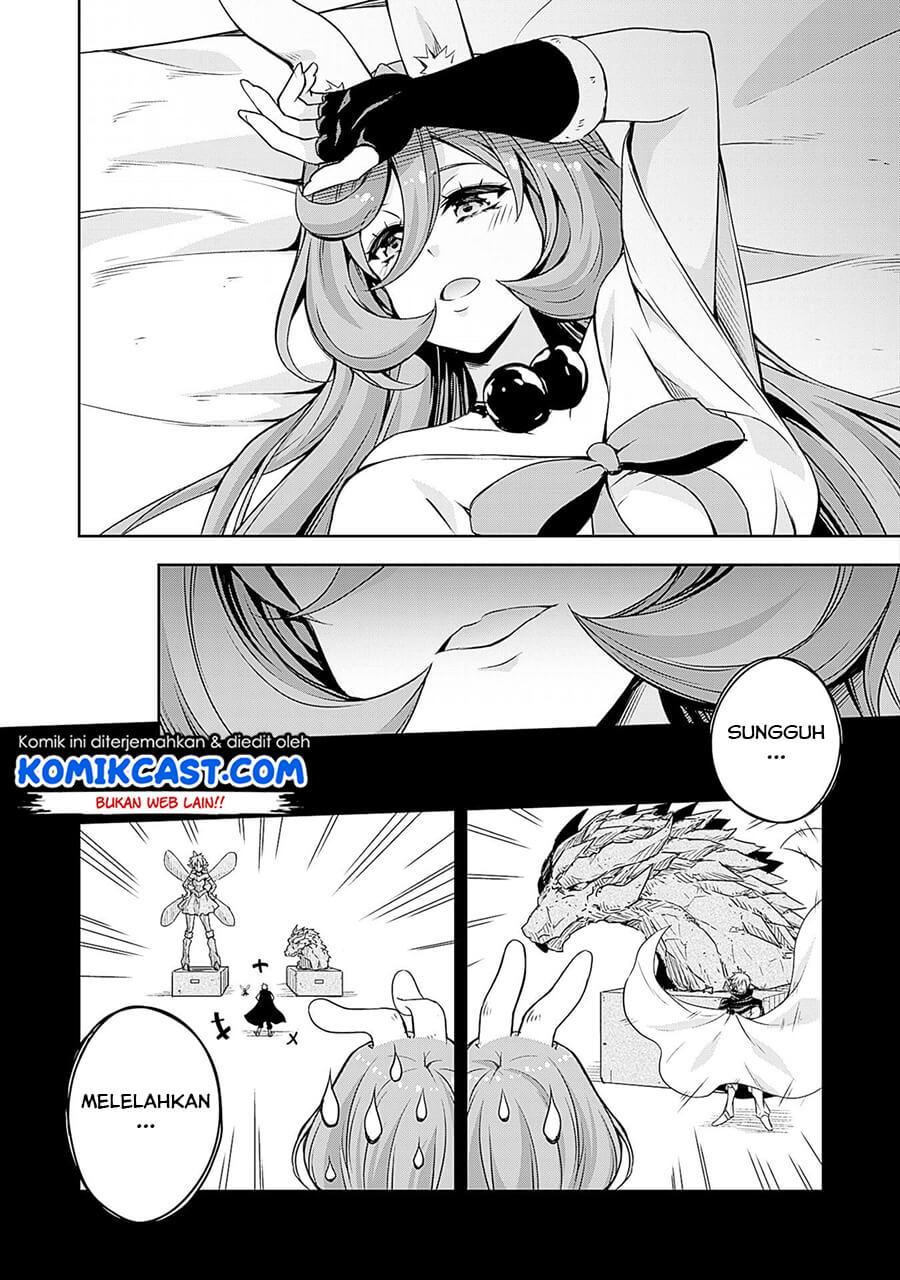 SUNGGUH
...
Komik ini diterjemahkan & diedit oleh
KOMIKCAST.COM
BUKAN WEB LAIN!!
MELELAHKAN
...